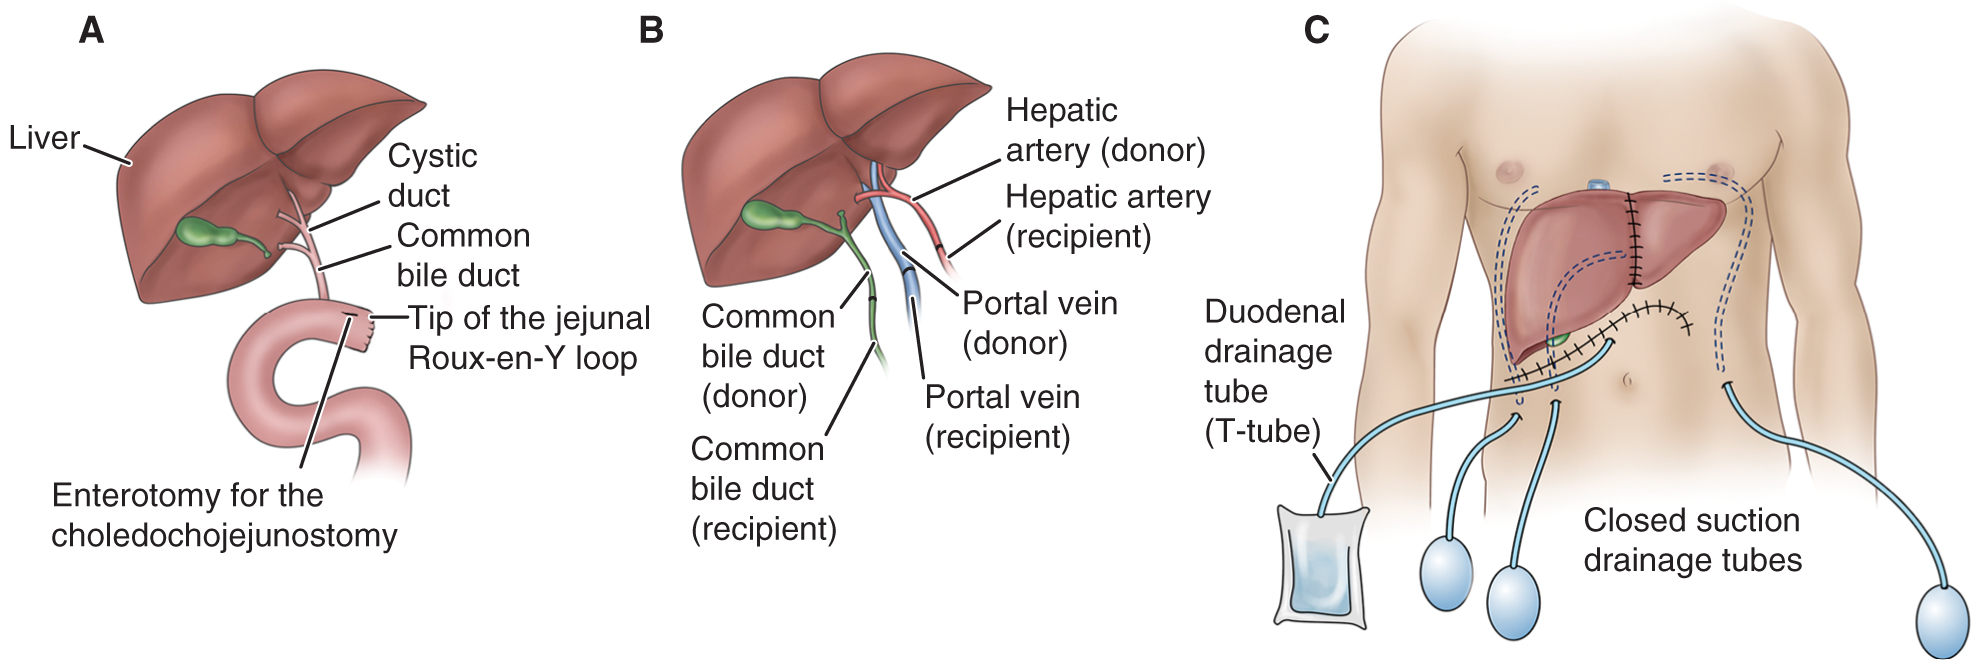 A
Liver
Cystic
duct
Common
bile duct
Tip of the jejunal
Roux-en-Y loop
Enterotomy for the
choledochojejunostomy
B
Hepatic
artery (donor)
Hepatic artery
(recipient)
Portal vein
(donor)
Portal vein
(recipient)
Common
bile duct
(donor)
Common
bile duct
(recipient)
C
Duodenal
drainage
tube
(T-tube)
Closed suction
drainage tubes